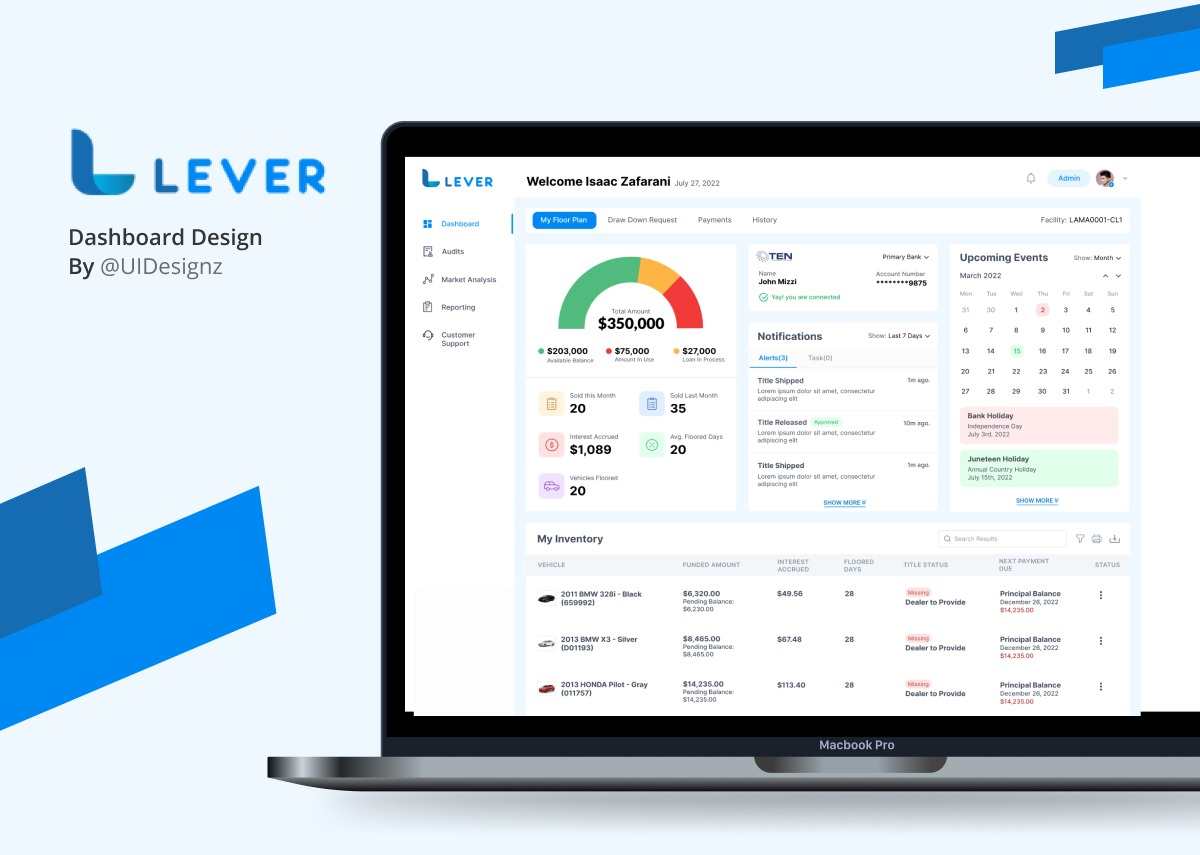 LEVER
Dashboard Design
By @UIDesignz
LEVER
Dashboard
Audits
Market Analysis
Reporting
Customer
Support
Welcome Isaac Zafarani July 27, 2022
Admin
My Floor Plan Draw Down Request Payments History
Facility: LAMA0001-CL1
Total Amount
$350,000
$203,000 $75,000 $27,000
Available Balance Amount In Use Loan In Process
Sold this Month
20
Sold Last Month
35
Interest Accrued
$1,089
Avg. Floored Days
20
Vehicles Floored
20
TEN
Primary Bank
Name
John Mizzi
Account Number
********9875
Yay! you are connected
Notifications
Show: Last 7 Days
Alerts(3) Task(0)
Title Shipped 1m ago.
Lorem ipsum dolor sit amet, consectetur
adipiscing elit
Title Released Approved 10m ago.
Lorem ipsum dolor sit amet, consectetur
adipiscing elit
Title Shipped 1m ago.
Lorem ipsum dolor sit amet, consectetur
adipiscing elit
SHOW MORE
Upcoming Events
Show: Month
March 2022
Mon Tue Wed Thu Fri Sat Sun
31 30 1 2 3 4 5
6 7 8 9 10 11 12
13 14 15 16 17 18 19
20 21 22 23 24 25 26
27 28 29 30 31 1 2
Bank Holiday
Independence Day
July 3rd, 2022
Juneteen Holiday
Annual Country Holiday
July 15th, 2022
SHOW MORE
My Inventory
Search Results
VEHICLE FUNDED AMOUNT INTEREST ACCRUED FLOORED DAYS TITLE STATUS NEXT PAYMENT DUE STATUS
2011 BMW 328i - Black
(659992)
$6,320.00
Pending Balance:
$6,230.00
$49.56
28
Missing
Dealer to Provide
Principal Balance
December 26, 2022
$14,235.00
2013 BMW X3 - Silver
(D01193)
$8,465.00
Pending Balance:
$8,465.00
$67.48
28
Missing
Dealer to Provide
Principal Balance
December 26, 2022
$14,235.00
2013 HONDA Pilot - Gray
(011757)
$14,235.00
Pending Balance:
$14,235.00
$113.40
28
Missing
Dealer to Provide
Principal Balance
December 26, 2022
$14,235.00
Macbook Pro